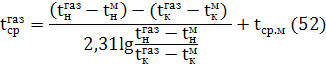 t_ср^газ = ((t_н^газ − t_н^м) − (t_к^газ − t_к^м)) / (2,31lg((t_н^газ − t_н^м) / (t_к^газ − t_к^м))) + t_ср.м (52)